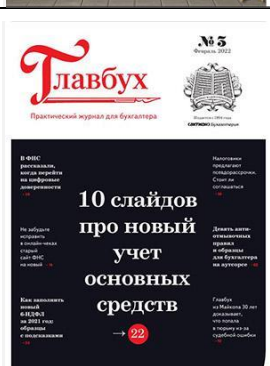 № 5
Февраль 2022
Главбух
Практический журнал для бухгалтера
Издается с 1994 года
В ФНС
рассказали,
когда перейти
на цифровые
доверенности
Налоговики
предлагают
допрасрочки.
Стоит ли
соглашаться
10 слайдов
про новый
учет
основных
средств
→ 22
Не забудьте
исправить
в онлайн-чеках
старый
сайт ФНС
на новый
Девять анти-
отмывочных
правил
и образцы
для бухгалтера
на аутсорсе
Как заполнить
новый
6-НДФЛ
за 2021 год:
образцы
с подсказками
Главбух
из Майкопа 30 лет
доказывает,
что попала
в тюрьму из-за
судебной ошибки